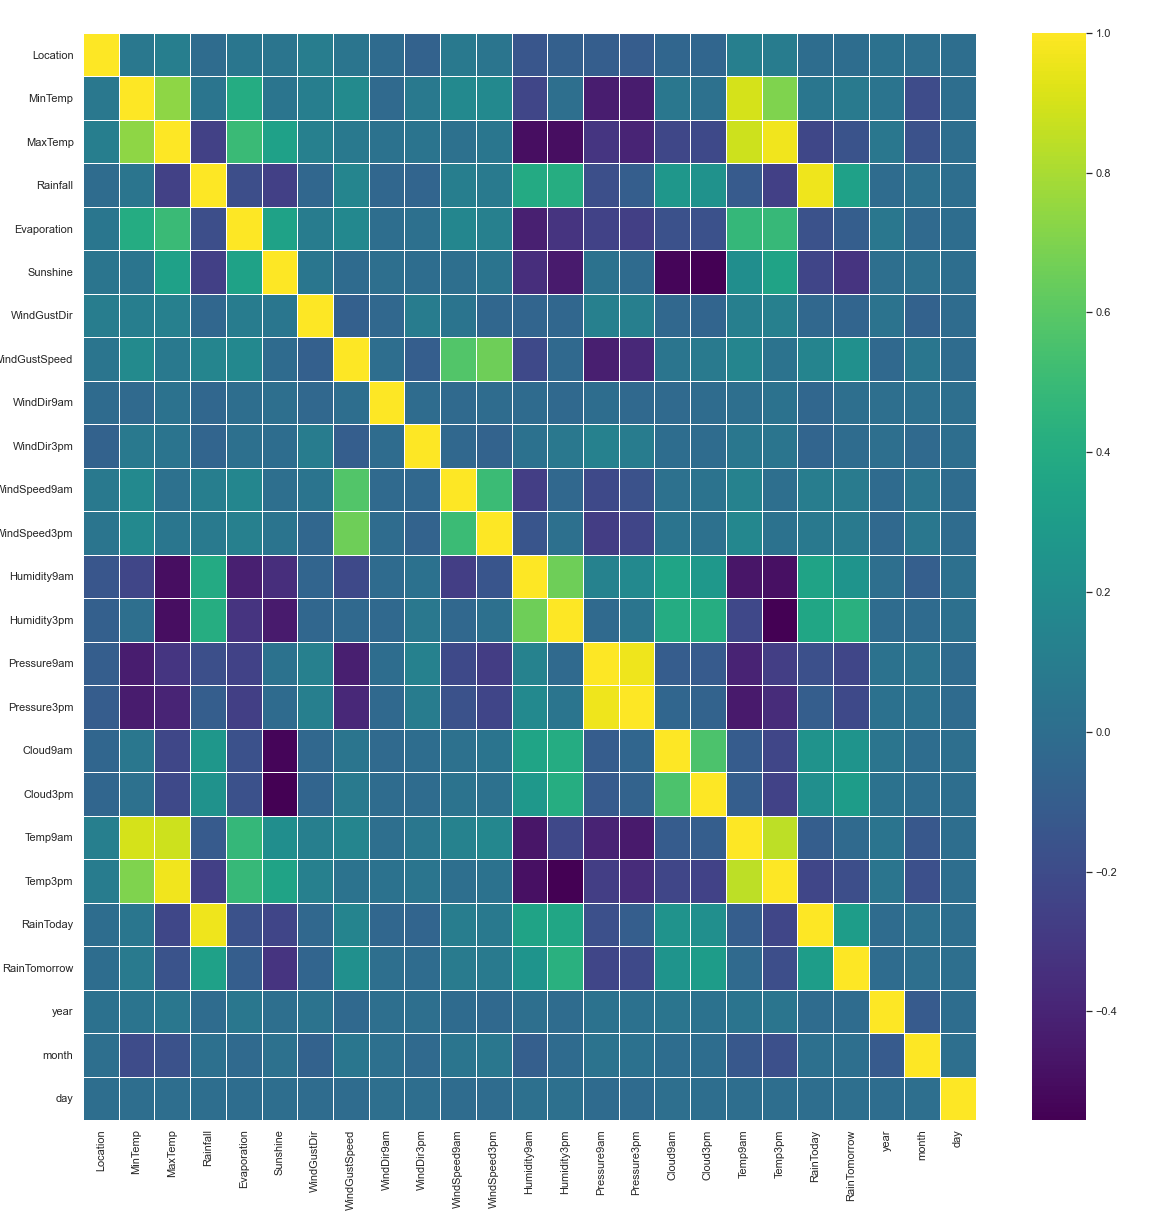 Location
MinTemp
MaxTemp
Rainfall
Evaporation
Sunshine
WindGustDir
WindGustSpeed
WindDir9am
WindDir3pm
WindSpeed9am
WindSpeed3pm
Humidity9am
Humidity3pm
Pressure9am
Pressure3pm
Cloud9am
Cloud3pm
Temp9am
Temp3pm
RainToday
RainTomorrow
year
month
day
Location
MinTemp
MaxTemp
Rainfall
Evaporation
Sunshine
WindGustDir
WindGustSpeed
WindDir9am
WindDir3pm
WindSpeed9am
WindSpeed3pm
Humidity9am
Humidity3pm
Pressure9am
Pressure3pm
Cloud9am
Cloud3pm
Temp9am
Temp3pm
RainToday
RainTomorrow
year
month
day
1.0
0.8
0.6
0.4
0.2
0.0
−0.2
−0.4